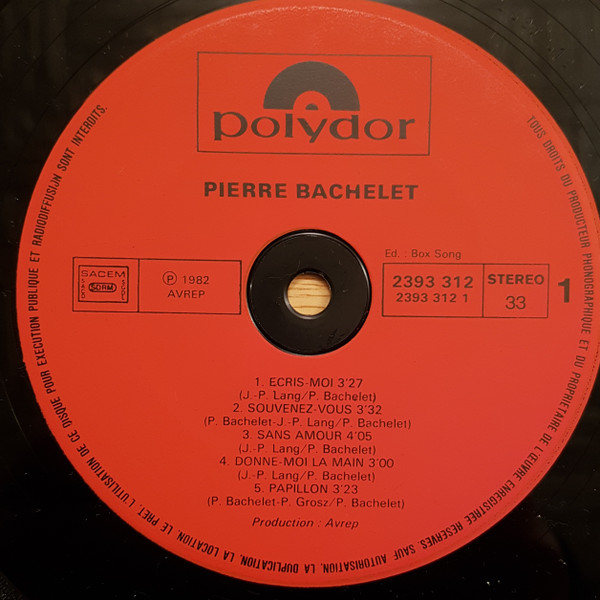 polydor
PIERRE BACHELET
Ed. : Box Song
SACEM
SACD
SDRM
SGDL
Ⓟ 1982
AVREP
2393 312
2393 312 1
STEREO
33
1
1. ECRIS-MOI 3'27
(J.-P. Lang/P. Bachelet)
2. SOUVENEZ-VOUS 3'32
(P. Bachelet-J.-P. Lang/P. Bachelet)
3. SANS AMOUR 4'05
(J.-P. Lang/P. Bachelet)
4. DONNE-MOI LA MAIN 3'00
(J.-P. Lang/P. Bachelet)
5. PAPILLON 3'23
(P. Bachelet-P. Grosz/P. Bachelet)
Production : Avrep
TOUS DROITS DU PRODUCTEUR PHONOGRAPHIQUE ET DU PROPRIETAIRE DE L'ŒUVRE ENREGISTREE RESERVES. SAUF AUTORISATION, LA DUPLICATION, LA LOCATION, LE PRET, L'UTILISATION DE CE DISQUE POUR EXECUTION PUBLIQUE ET RADIODIFFUSION SONT INTERDITS.